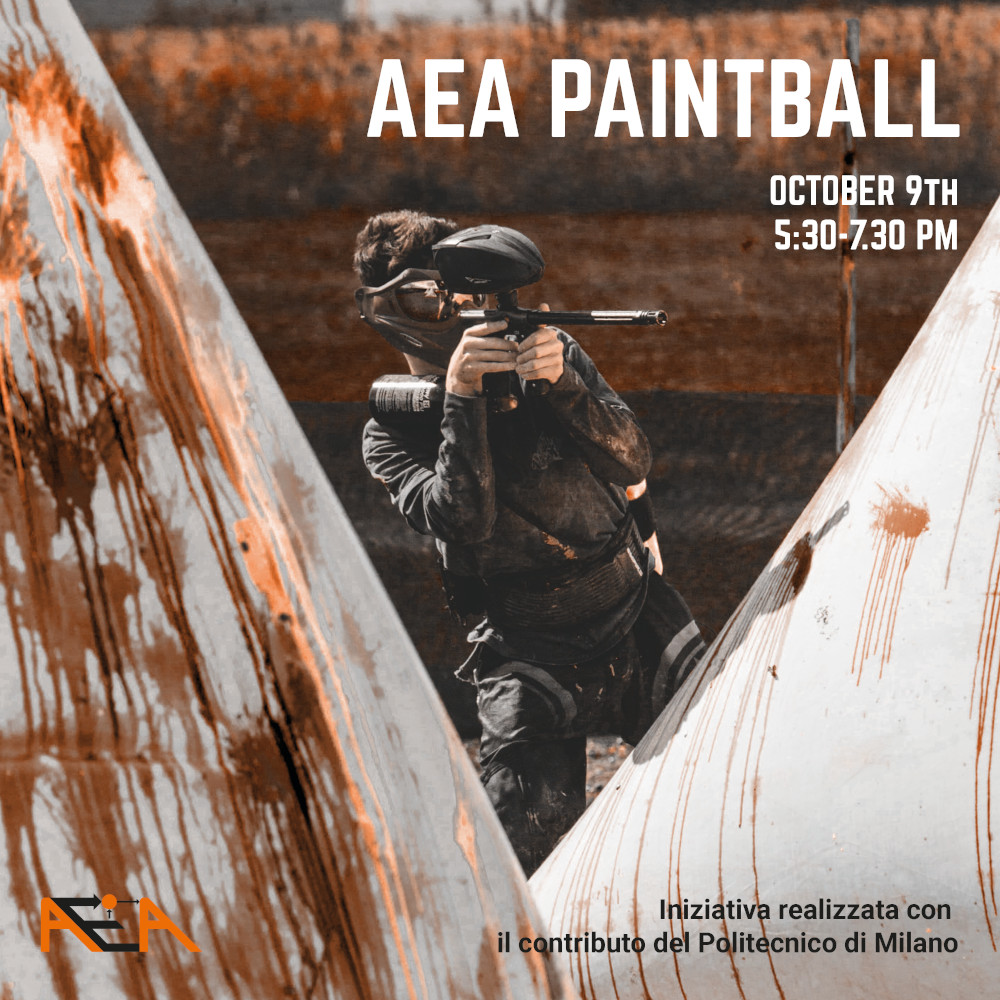 AEA PAINTBALL
OCTOBER 9TH
5:30-7.30 PM
AEA
Iniziativa realizzata con
il contributo del Politecnico di Milano